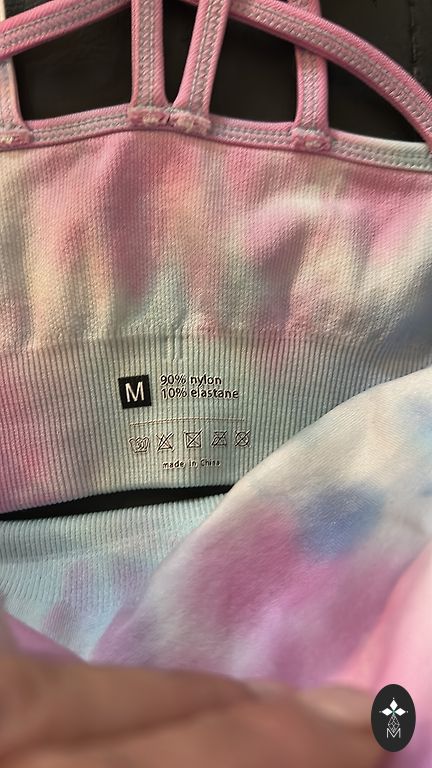 M
90% nylon
10% elastane
made in China
M